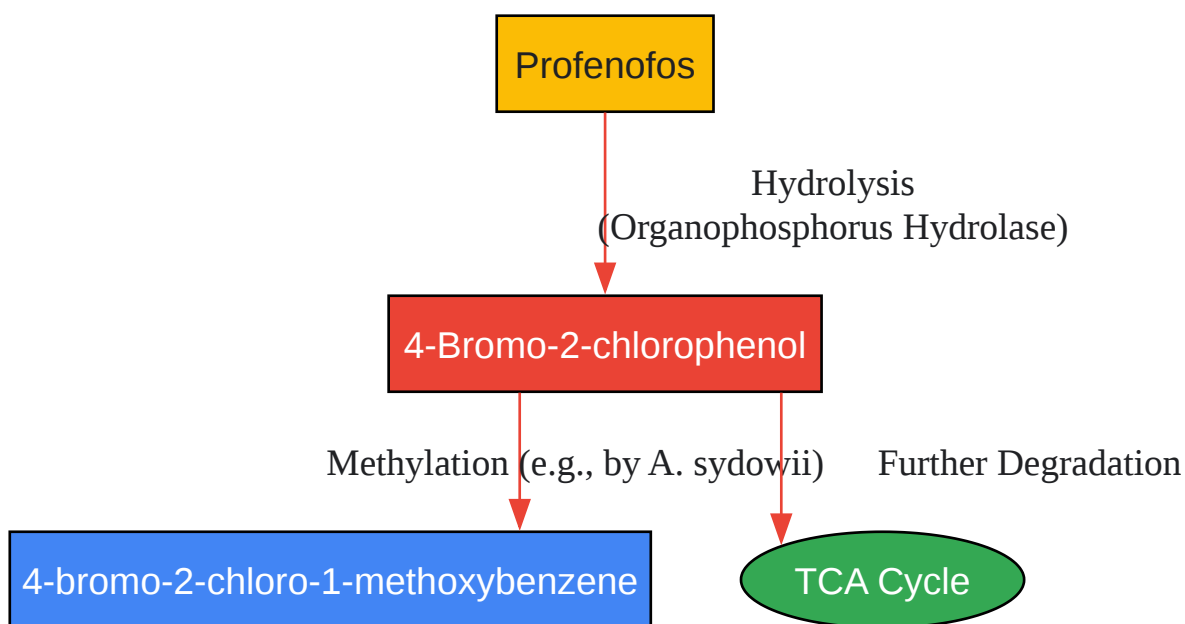 Profenofos
Hydrolysis
(Organophosphorus Hydrolase)
4-Bromo-2-chlorophenol
Methylation (e.g., by A. sydowii)
Further Degradation
4-bromo-2-chloro-1-methoxybenzene
TCA Cycle